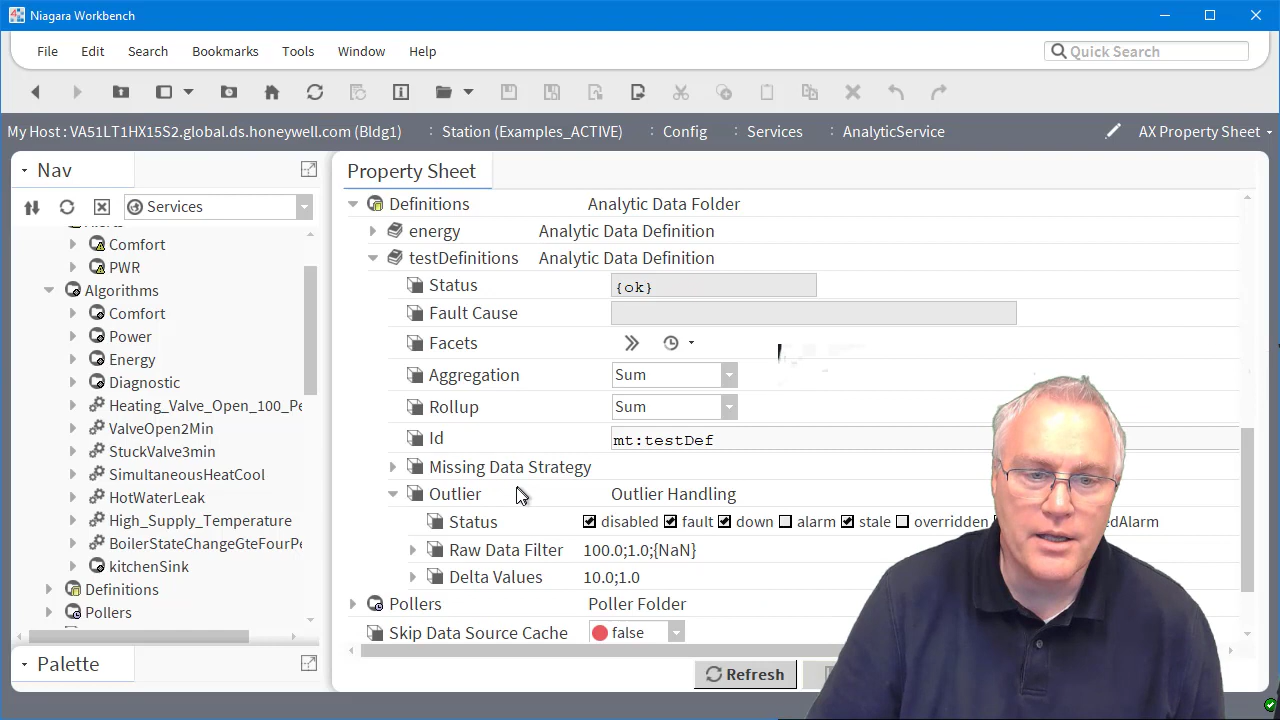 Niagara Workbench
File Edit Search Bookmarks Tools Window Help
Quick Search
My Host : VA51LT1HX15S2.global.ds.honeywell.com (Bldg1) : Station (Examples_ACTIVE) : Config : Services : AnalyticService AX Property Sheet
Nav
Services
Comfort
PWR
Algorithms
Comfort
Power
Energy
Diagnostic
Heating_Valve_Open_100_Pe
ValveOpen2Min
StuckValve3min
SimultaneousHeatCool
HotWaterLeak
High_Supply_Temperature
BoilerStateChangeGteFourPe
kitchenSink
Definitions
Pollers
Palette
Property Sheet
Definitions Analytic Data Folder
energy Analytic Data Definition
testDefinitions Analytic Data Definition
Status {ok}
Fault Cause
Facets
Aggregation Sum
Rollup Sum
Id mt:testDef
Missing Data Strategy
Outlier Outlier Handling
Status disabled fault down alarm stale overridden edAlarm
Raw Data Filter 100.0;1.0;{NaN}
Delta Values 10.0;1.0
Pollers Poller Folder
Skip Data Source Cache false
Refresh